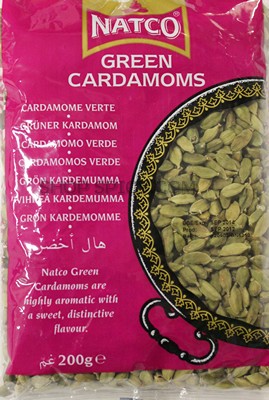 NATCO
GREEN
CARDAMOMS
CARDAMOME VERTE
GRÜNER KARDAMOM
CARDAMOMO VERDE
CARDAMOMOS VERDE
GRÖN KARDEMUMMA
VIHREÄ KARDEMUMMA
GRØN KARDEMOMME
هال أخضر
Natco Green
Cardamoms are
highly aromatic with
a sweet, distinctive
flavour.
200g e غم